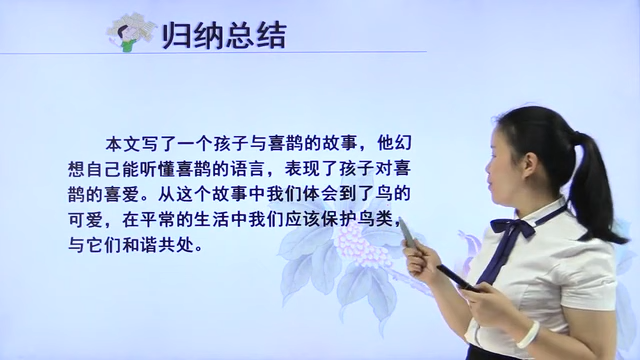 归纳总结
本文写了一个孩子与喜鹊的故事，他幻
想自己能听懂喜鹊的语言，表现了孩子对喜
鹊的喜爱。从这个故事中我们体会到了鸟的
可爱，在平常的生活中我们应该保护鸟类，
与它们和谐共处。